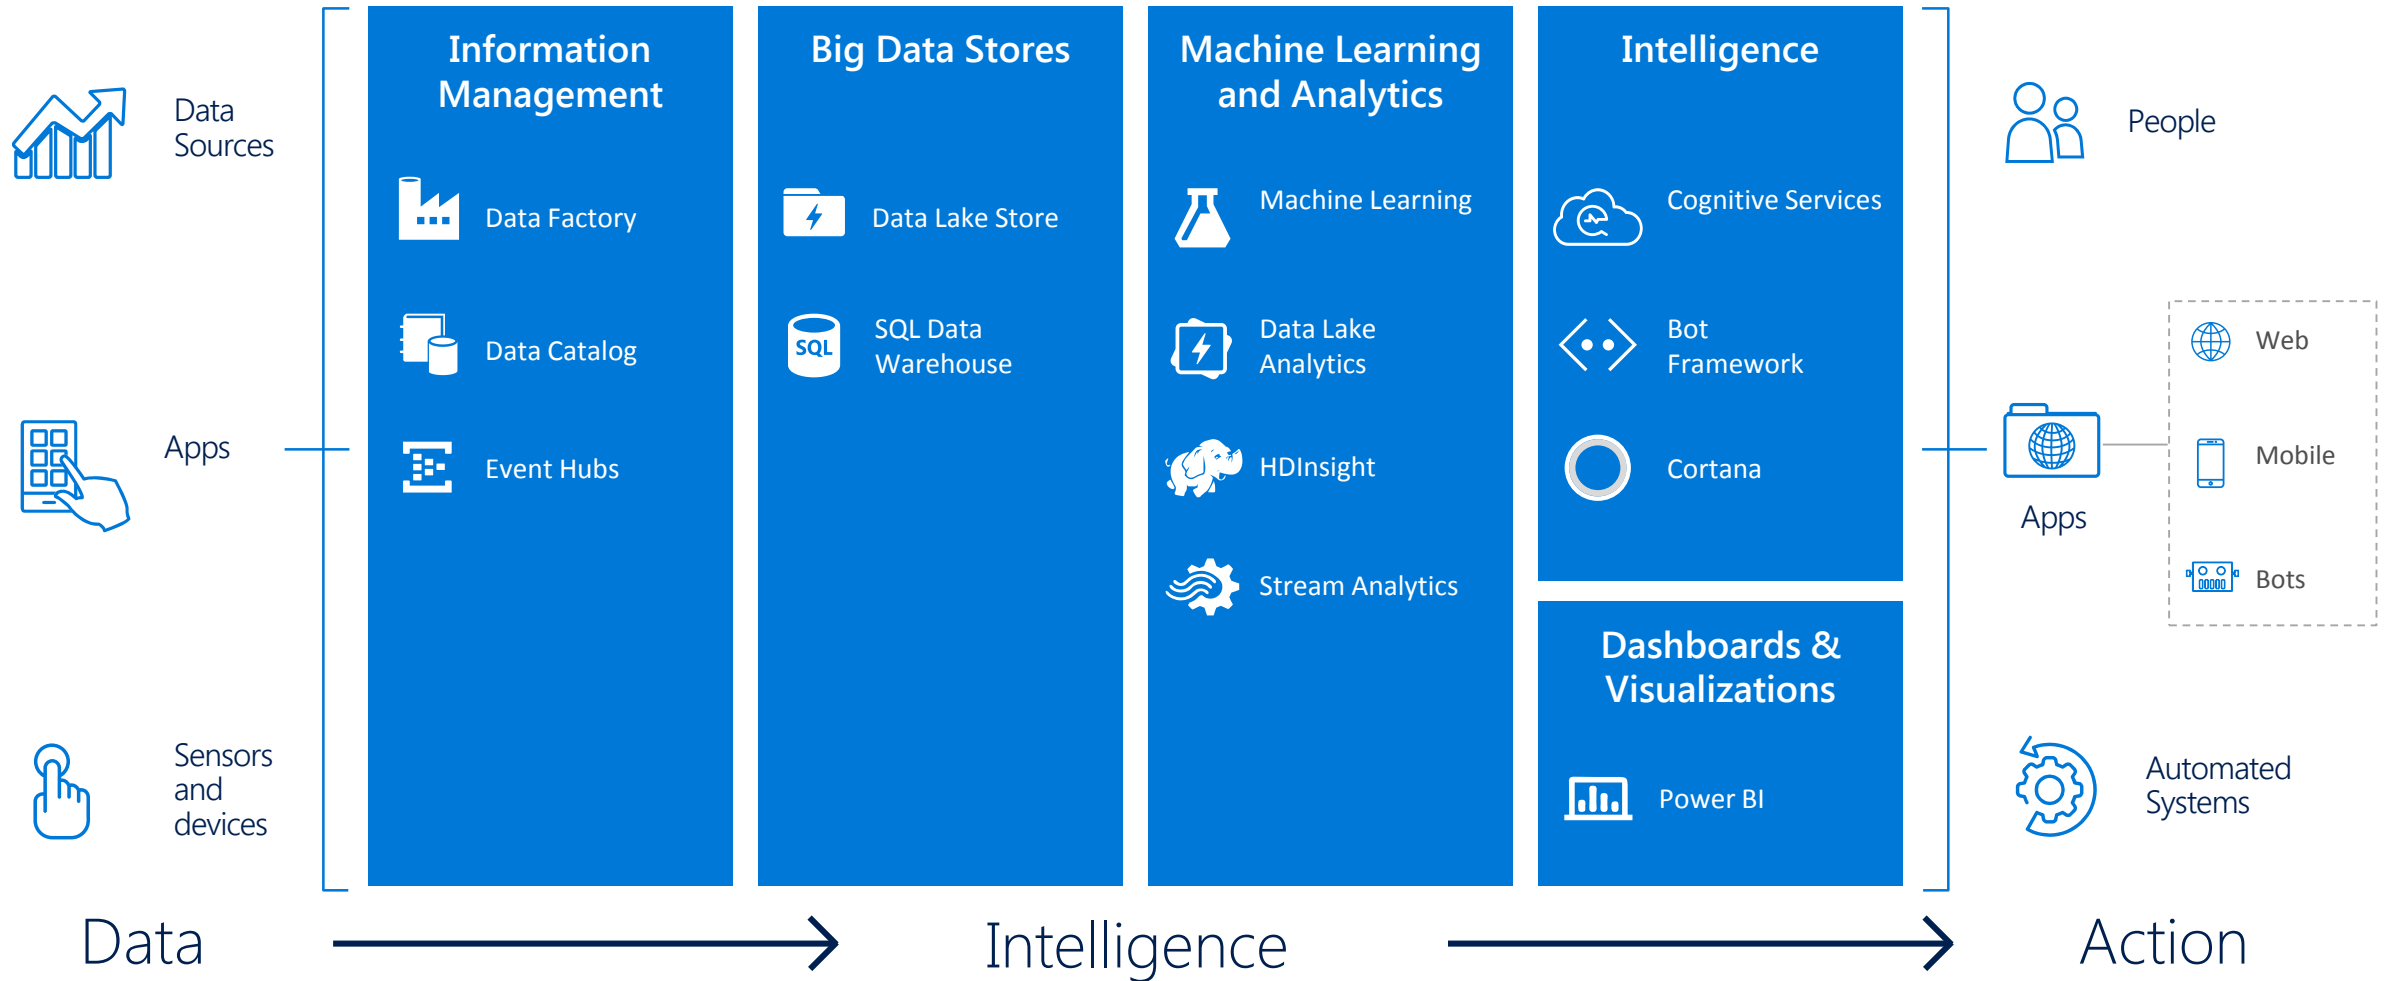 Data
Sources
Apps
Sensors
and
devices
Information
Management
Data Factory
Data Catalog
Event Hubs
Big Data Stores
Data Lake Store
SQL
SQL Data
Warehouse
Machine Learning
and Analytics
Machine Learning
Data Lake
Analytics
HDInsight
Stream Analytics
Intelligence
Cognitive Services
Bot
Framework
Cortana
Dashboards &
Visualizations
Power BI
People
Apps
Web
Mobile
Bots
Automated
Systems
Data
Intelligence
Action